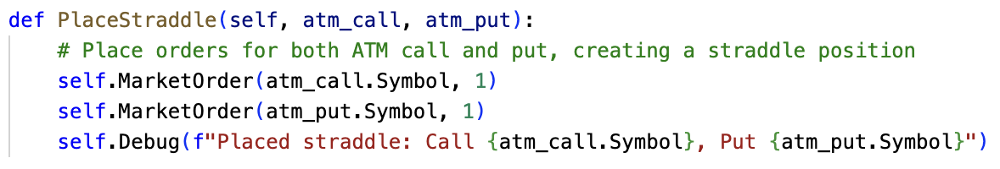 def PlaceStraddle(self, atm_call, atm_put):
    # Place orders for both ATM call and put, creating a straddle position
    self.MarketOrder(atm_call.Symbol, 1)
    self.MarketOrder(atm_put.Symbol, 1)
    self.Debug(f"Placed straddle: Call {atm_call.Symbol}, Put {atm_put.Symbol}")